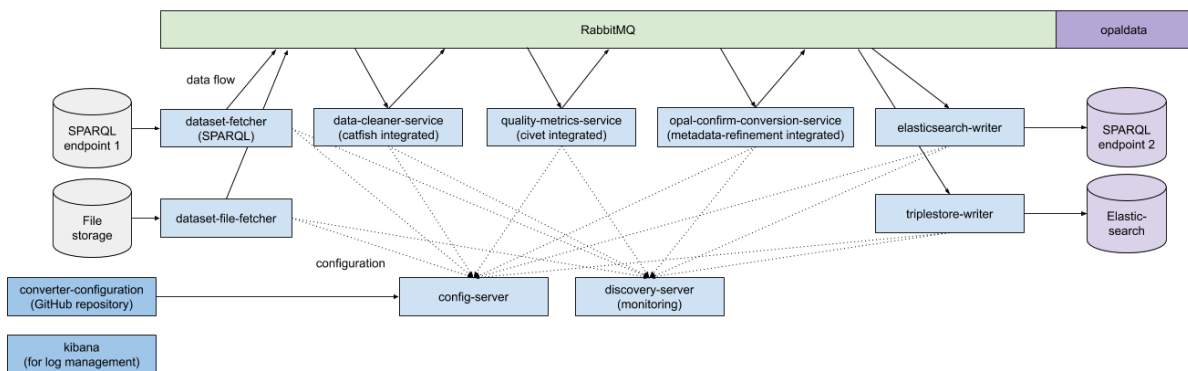 RabbitMQ
opaldata
data flow
SPARQL
endpoint 1
dataset-fetcher
(SPARQL)
data-cleaner-service
(catfish integrated)
quality-metrics-service
(civet integrated)
opal-confirm-conversion-service
(metadata-refinement integrated)
elasticsearch-writer
SPARQL
endpoint 2
File
storage
dataset-file-fetcher
triplestore-writer
Elastic-
search
configuration
converter-configuration
(GitHub repository)
config-server
discovery-server
(monitoring)
kibana
(for log management)